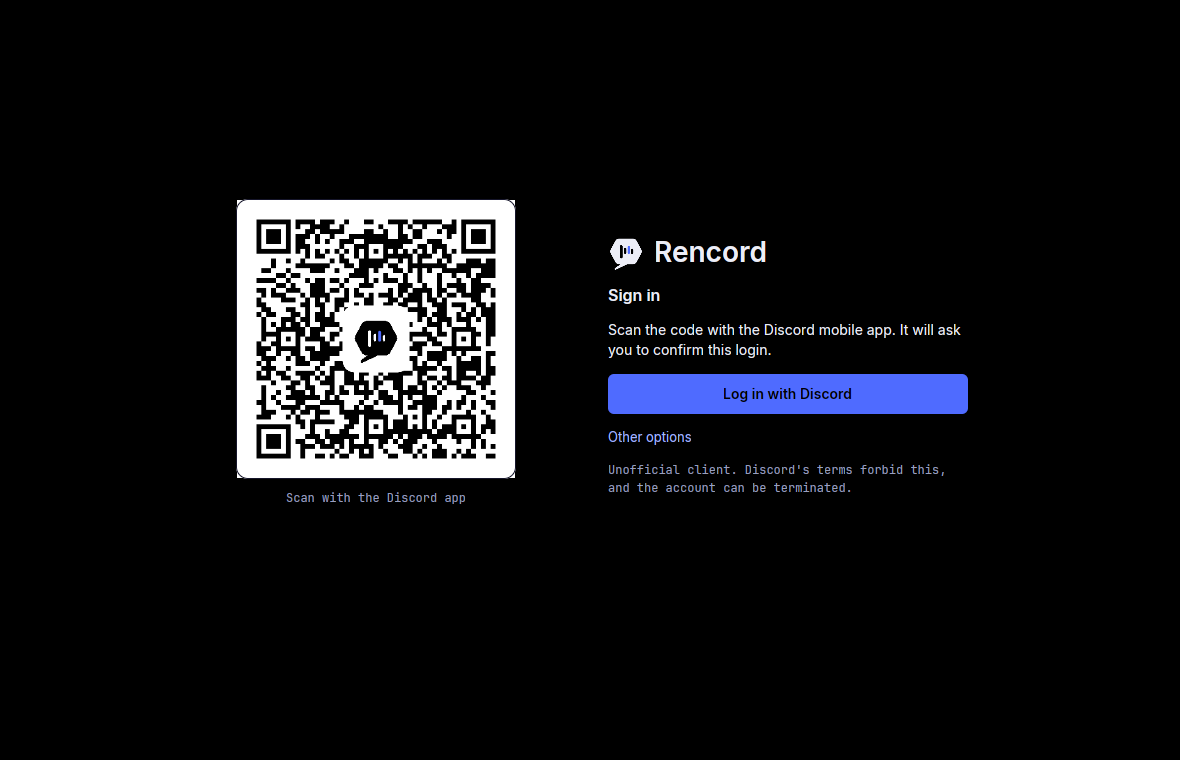 Rencord
Sign in
Scan the code with the Discord mobile app. It will ask
you to confirm this login.
Log in with Discord
Other options
Unofficial client. Discord's terms forbid this,
and the account can be terminated.
Scan with the Discord app